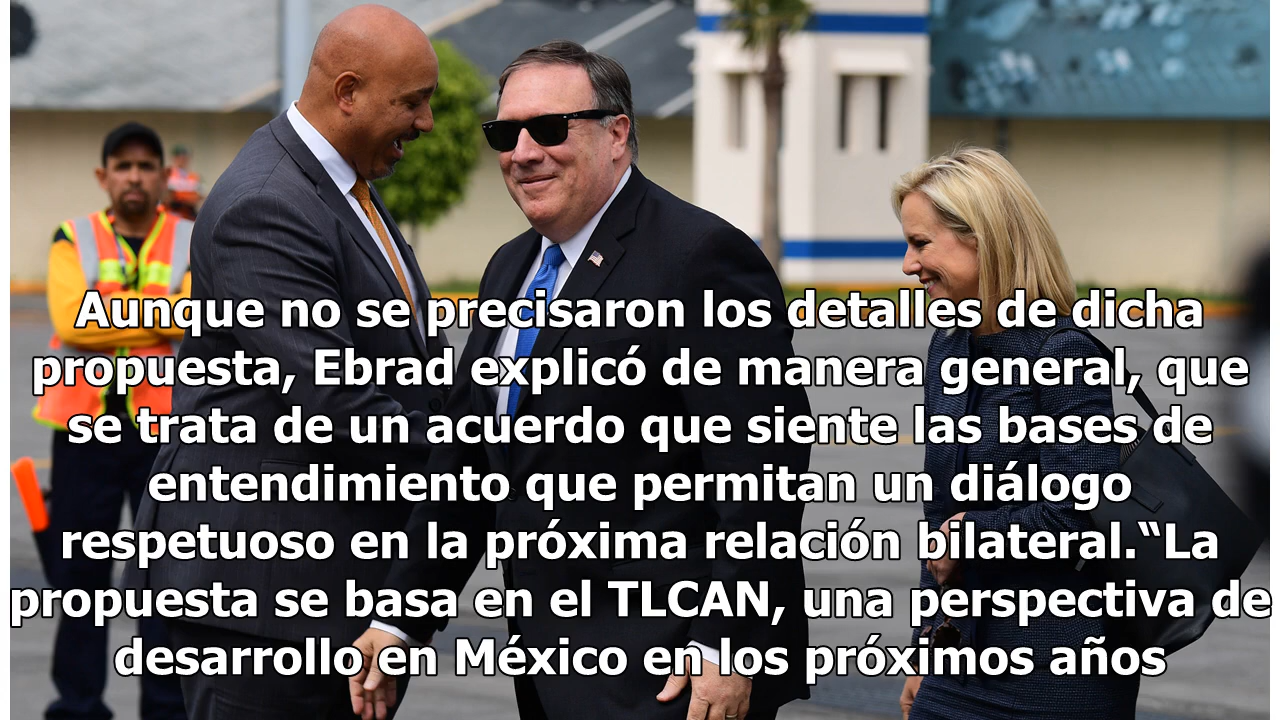 Aunque no se precisaron los detalles de dicha
propuesta, Ebrad explicó de manera general, que
se trata de un acuerdo que siente las bases de
entendimiento que permitan un diálogo
respetuoso en la próxima relación bilateral.“La
propuesta se basa en el TLCAN, una perspectiva de
desarrollo en México en los próximos años